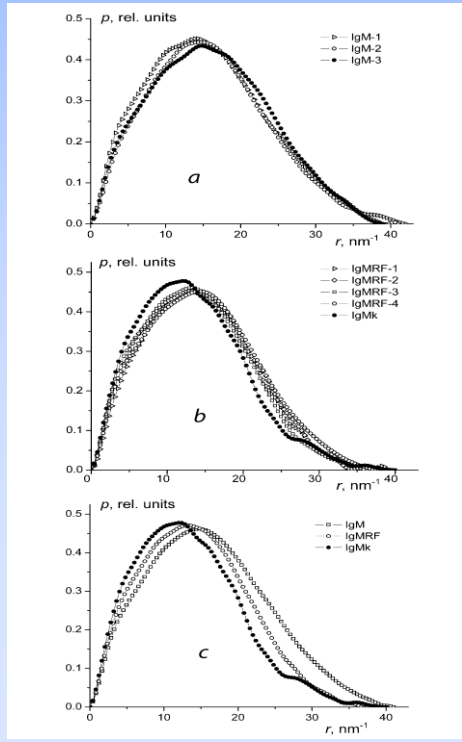 p, rel. units
0.5
0.4
0.3
0.2
0.1
0.0
0 10 20 30 40
r, nm⁻¹
IgM-1
IgM-2
IgM-3
a
p, rel. units
0.5
0.4
0.3
0.2
0.1
0.0
0 10 20 30 40
r, nm⁻¹
IgMRF-1
IgMRF-2
IgMRF-3
IgMRF-4
IgMk
b
p, rel. units
0.5
0.4
0.3
0.2
0.1
0.0
0 10 20 30 40
r, nm⁻¹
IgM
IgMRF
IgMk
c